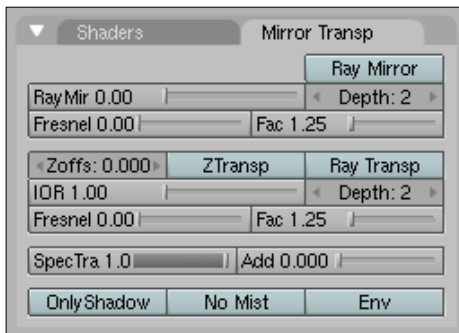 Shaders Mirror Transp
Ray Mirror
RayMir 0.00 Depth: 2
Fresnel 0.00 Fac 1.25
Zoffs: 0.000 ZTransp Ray Transp
IOR 1.00 Depth: 2
Fresnel 0.00 Fac 1.25
SpecTra 1.0 Add 0.000
OnlyShadow No Mist Env